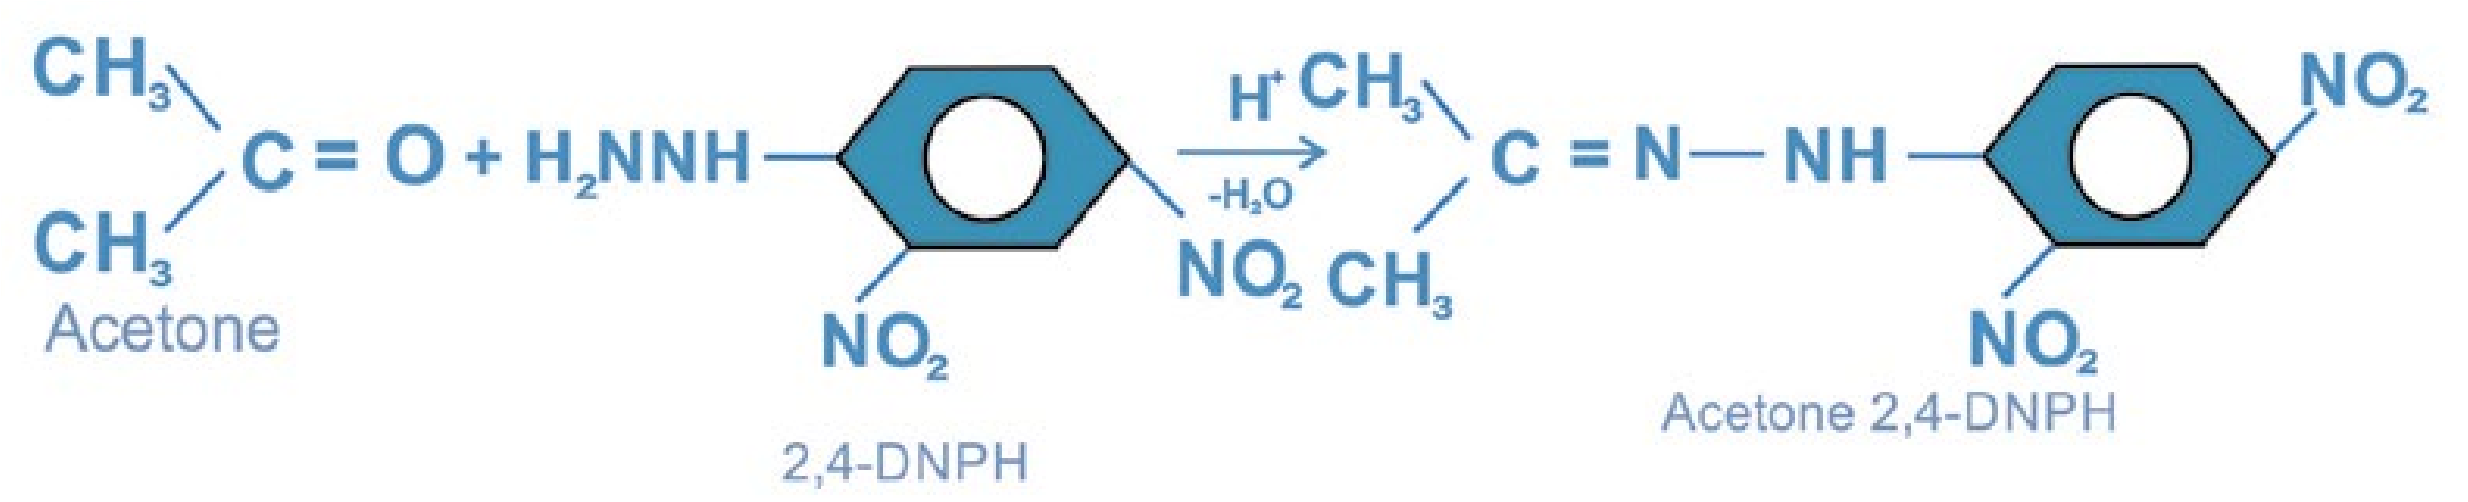 CH₃
C = O + H₂NNH
CH₃
Acetone
NO₂
NO₂
2,4-DNPH
H⁺
-H₂O
CH₃
C = N — NH
CH₃
NO₂
NO₂
Acetone 2,4-DNPH